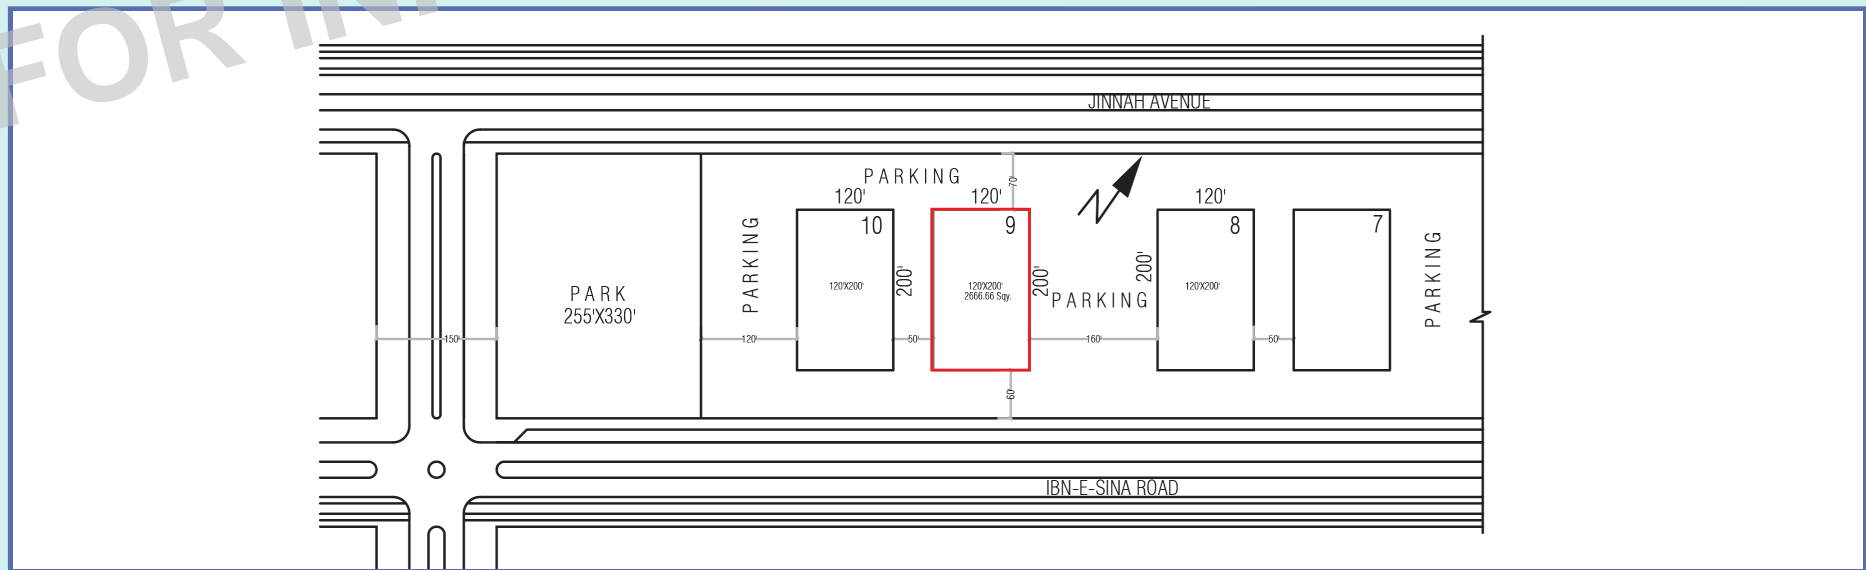 FOR IN
JINNAH AVENUE
PARKING
70'
120'
120'
120'
10
9
8
7
PARKING
200'
200'
200'
PARKING
120'X200'
120'X200'
2666.66 Sqy.
120'X200'
PARKING
PARK
255'X330'
150'
120'
50'
160'
50'
60'
IBN-E-SINA ROAD